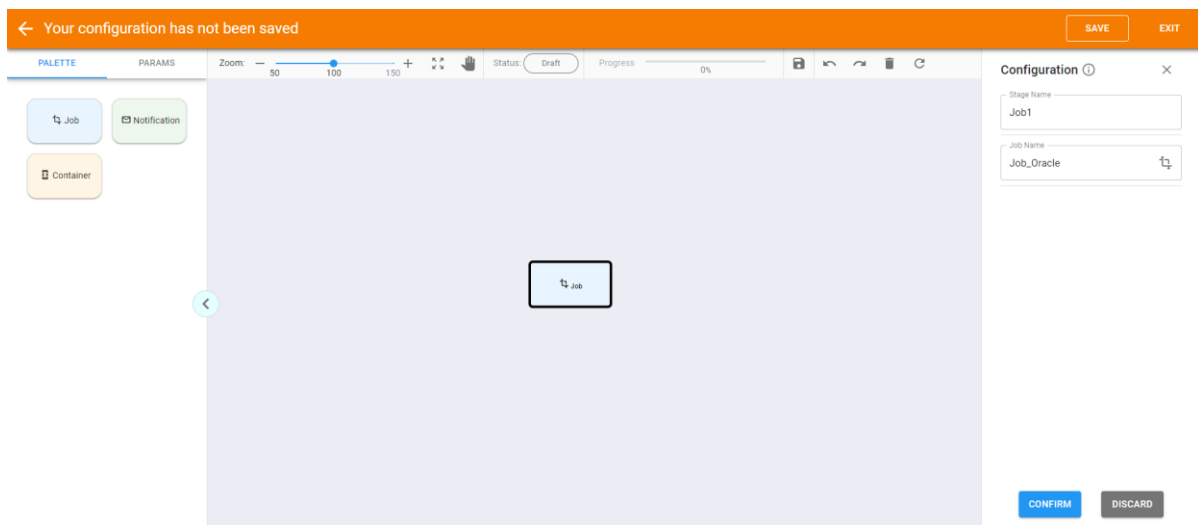 Your configuration has not been saved
SAVE
EXIT
PALETTE
PARAMS
Zoom:
50
100
150
Status:
Draft
Progress
0%
Job
Notification
Container
Job
Configuration
Stage Name
Job1
Job Name
Job_Oracle
CONFIRM
DISCARD